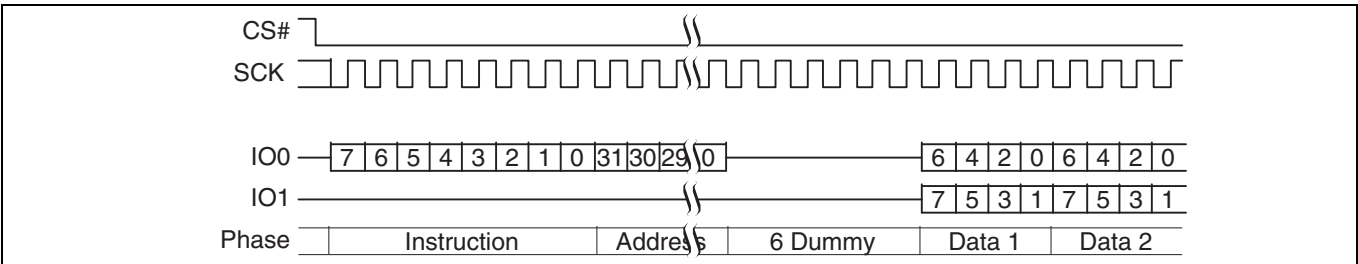 CS#
SCK
IO0 7 6 5 4 3 2 1 0 31 30 29 0 6 4 2 0 6 4 2 0
IO1 7 5 3 1 7 5 3 1
Phase Instruction Address 6 Dummy Data 1 Data 2